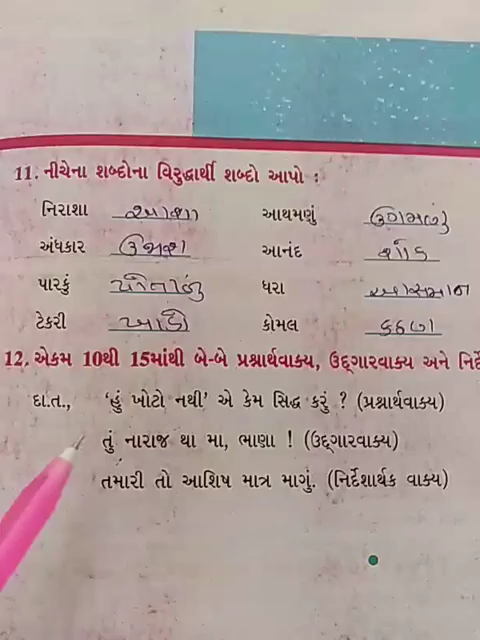 11. નીચેના શબ્દોના વિરુદ્ધાર્થી શબ્દો આપો :
નિરાશા આશા આથમણું ઉગમણું
અંધકાર ઉજાશ આનંદ શોક
પારકું પોતાનું ધરા આસમાન
ટેકરી ખાડો કોમલ કઠણ
12. એકમ 10થી 15માંથી બે-બે પ્રશ્નાર્થવાક્ય, ઉદ્‌ગારવાક્ય અને
દા.ત., 'હું ખોટો નથી' એ કેમ સિદ્ધ કરું ? (પ્રશ્નાર્થવાક્ય)
તું નારાજ થા મા, ભાણા ! (ઉદ્‌ગારવાક્ય)
તમારી તો આશિષ માત્ર માગું. (નિર્દેશાર્થક વાક્ય)